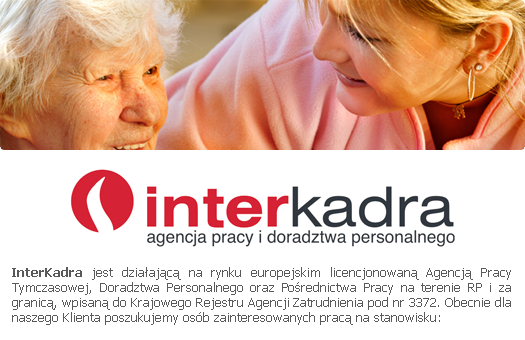 interkadra
agencja pracy i doradztwa personalnego
InterKadra jest działającą na rynku europejskim licencjonowaną Agencją Pracy
Tymczasowej, Doradztwa Personalnego oraz Pośrednictwa Pracy na terenie RP i za
granicą, wpisaną do Krajowego Rejestru Agencji Zatrudnienia pod nr 3372. Obecnie dla
naszego Klienta poszukujemy osób zainteresowanych pracą na stanowisku: